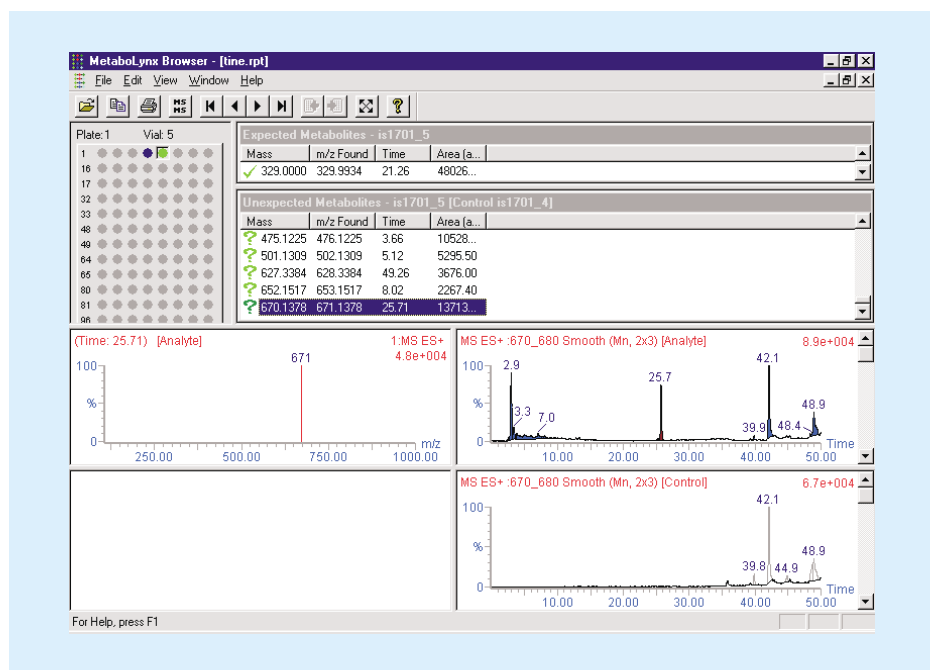 MetaboLynx Browser - [tine.rpt]
File Edit View Window Help
MS
MS
Plate: 1 Vial: 5
1
16
17
32
33
48
49
64
65
80
81
96
Expected Metabolites - is1701_5
Mass m/z Found Time Area (a...
329.0000 329.9934 21.26 48026...
Unexpected Metabolites - is1701_5 [Control is1701_4]
Mass m/z Found Time Area (a...
? 475.1225 476.1225 3.66 10528...
? 501.1309 502.1309 5.12 5295.50
? 627.3384 628.3384 49.26 3676.00
? 652.1517 653.1517 8.02 2267.40
? 670.1378 671.1378 25.71 13713...
(Time: 25.71) [Analyte] 1:MS ES+
4.8e+004
671
100
%
0
250.00 500.00 750.00 1000.00 m/z
MS ES+ :670_680 Smooth (Mn, 2x3) [Analyte] 8.9e+004
100
%
0
2.9 3.3 7.0 25.7 39.9 42.1 48.4 48.9
10.00 20.00 30.00 40.00 50.00 Time
MS ES+ :670_680 Smooth (Mn, 2x3) [Control] 6.7e+004
100
%
0
39.8 42.1 44.9 48.9
10.00 20.00 30.00 40.00 50.00 Time
For Help, press F1